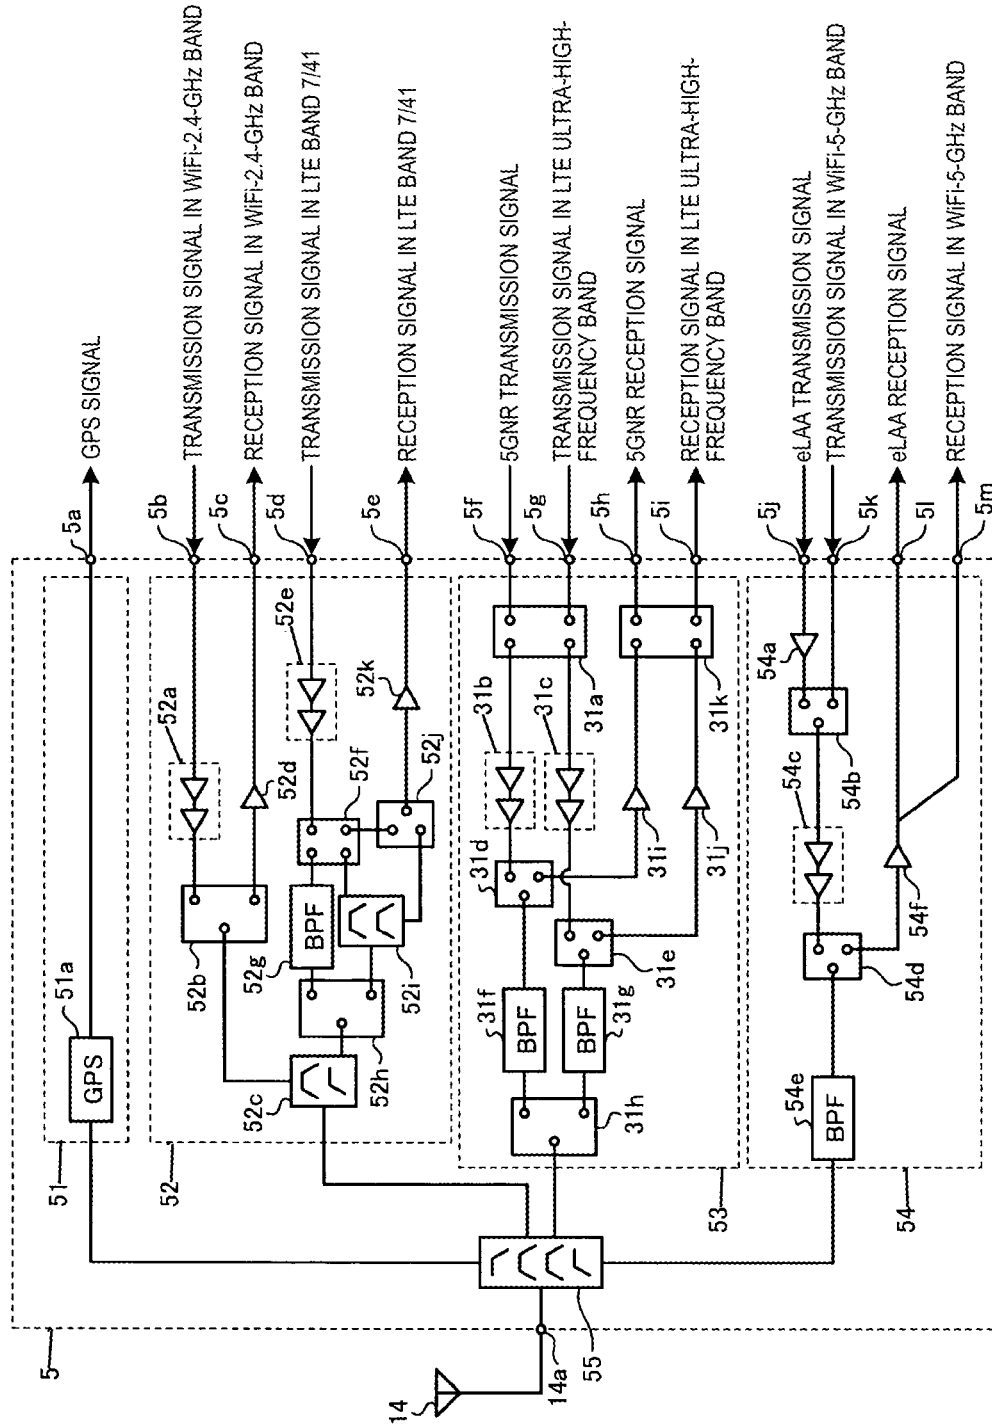 GPS SIGNAL
TRANSMISSION SIGNAL IN WiFi-2.4-GHz BAND
RECEPTION SIGNAL IN WiFi-2.4-GHz BAND
TRANSMISSION SIGNAL IN LTE BAND 7/41
RECEPTION SIGNAL IN LTE BAND 7/41
5GNR TRANSMISSION SIGNAL
TRANSMISSION SIGNAL IN LTE ULTRA-HIGH-
FREQUENCY BAND
5GNR RECEPTION SIGNAL
RECEPTION SIGNAL IN LTE ULTRA-HIGH-
FREQUENCY BAND
eLAA TRANSMISSION SIGNAL
TRANSMISSION SIGNAL IN WiFi-5-GHz BAND
eLAA RECEPTION SIGNAL
RECEPTION SIGNAL IN WiFi-5-GHz BAND
5a
5b
5c
5d
5e
5f
5g
5h
5i
5j
5k
5l
5m
51
51a
GPS
52
52a
52b
52c
52d
52e
52f
52g
BPF
52h
52i
52j
52k
53
31a
31b
31c
31d
31e
31f
BPF
31g
BPF
31h
31i
31j
31k
54
54a
54b
54c
54d
54e
BPF
54f
5
14
14a
55